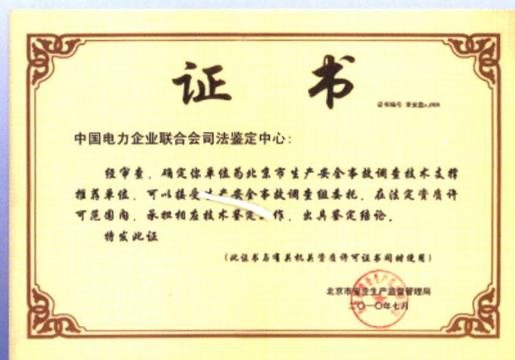 证 书
证书编号
中国电力企业联合会司法鉴定中心：
经审查，确定你单位为北京市生产安全事故调查技术支撑
推荐单位，可以接受生产安全事故调查组委托，在法定资质许
可范围内，承担相应技术鉴定工作，出具鉴定结论。
特发此证
（此证书与有关机关资质许可证书同时使用）
北京市安全生产监督管理局
二〇一〇年七月